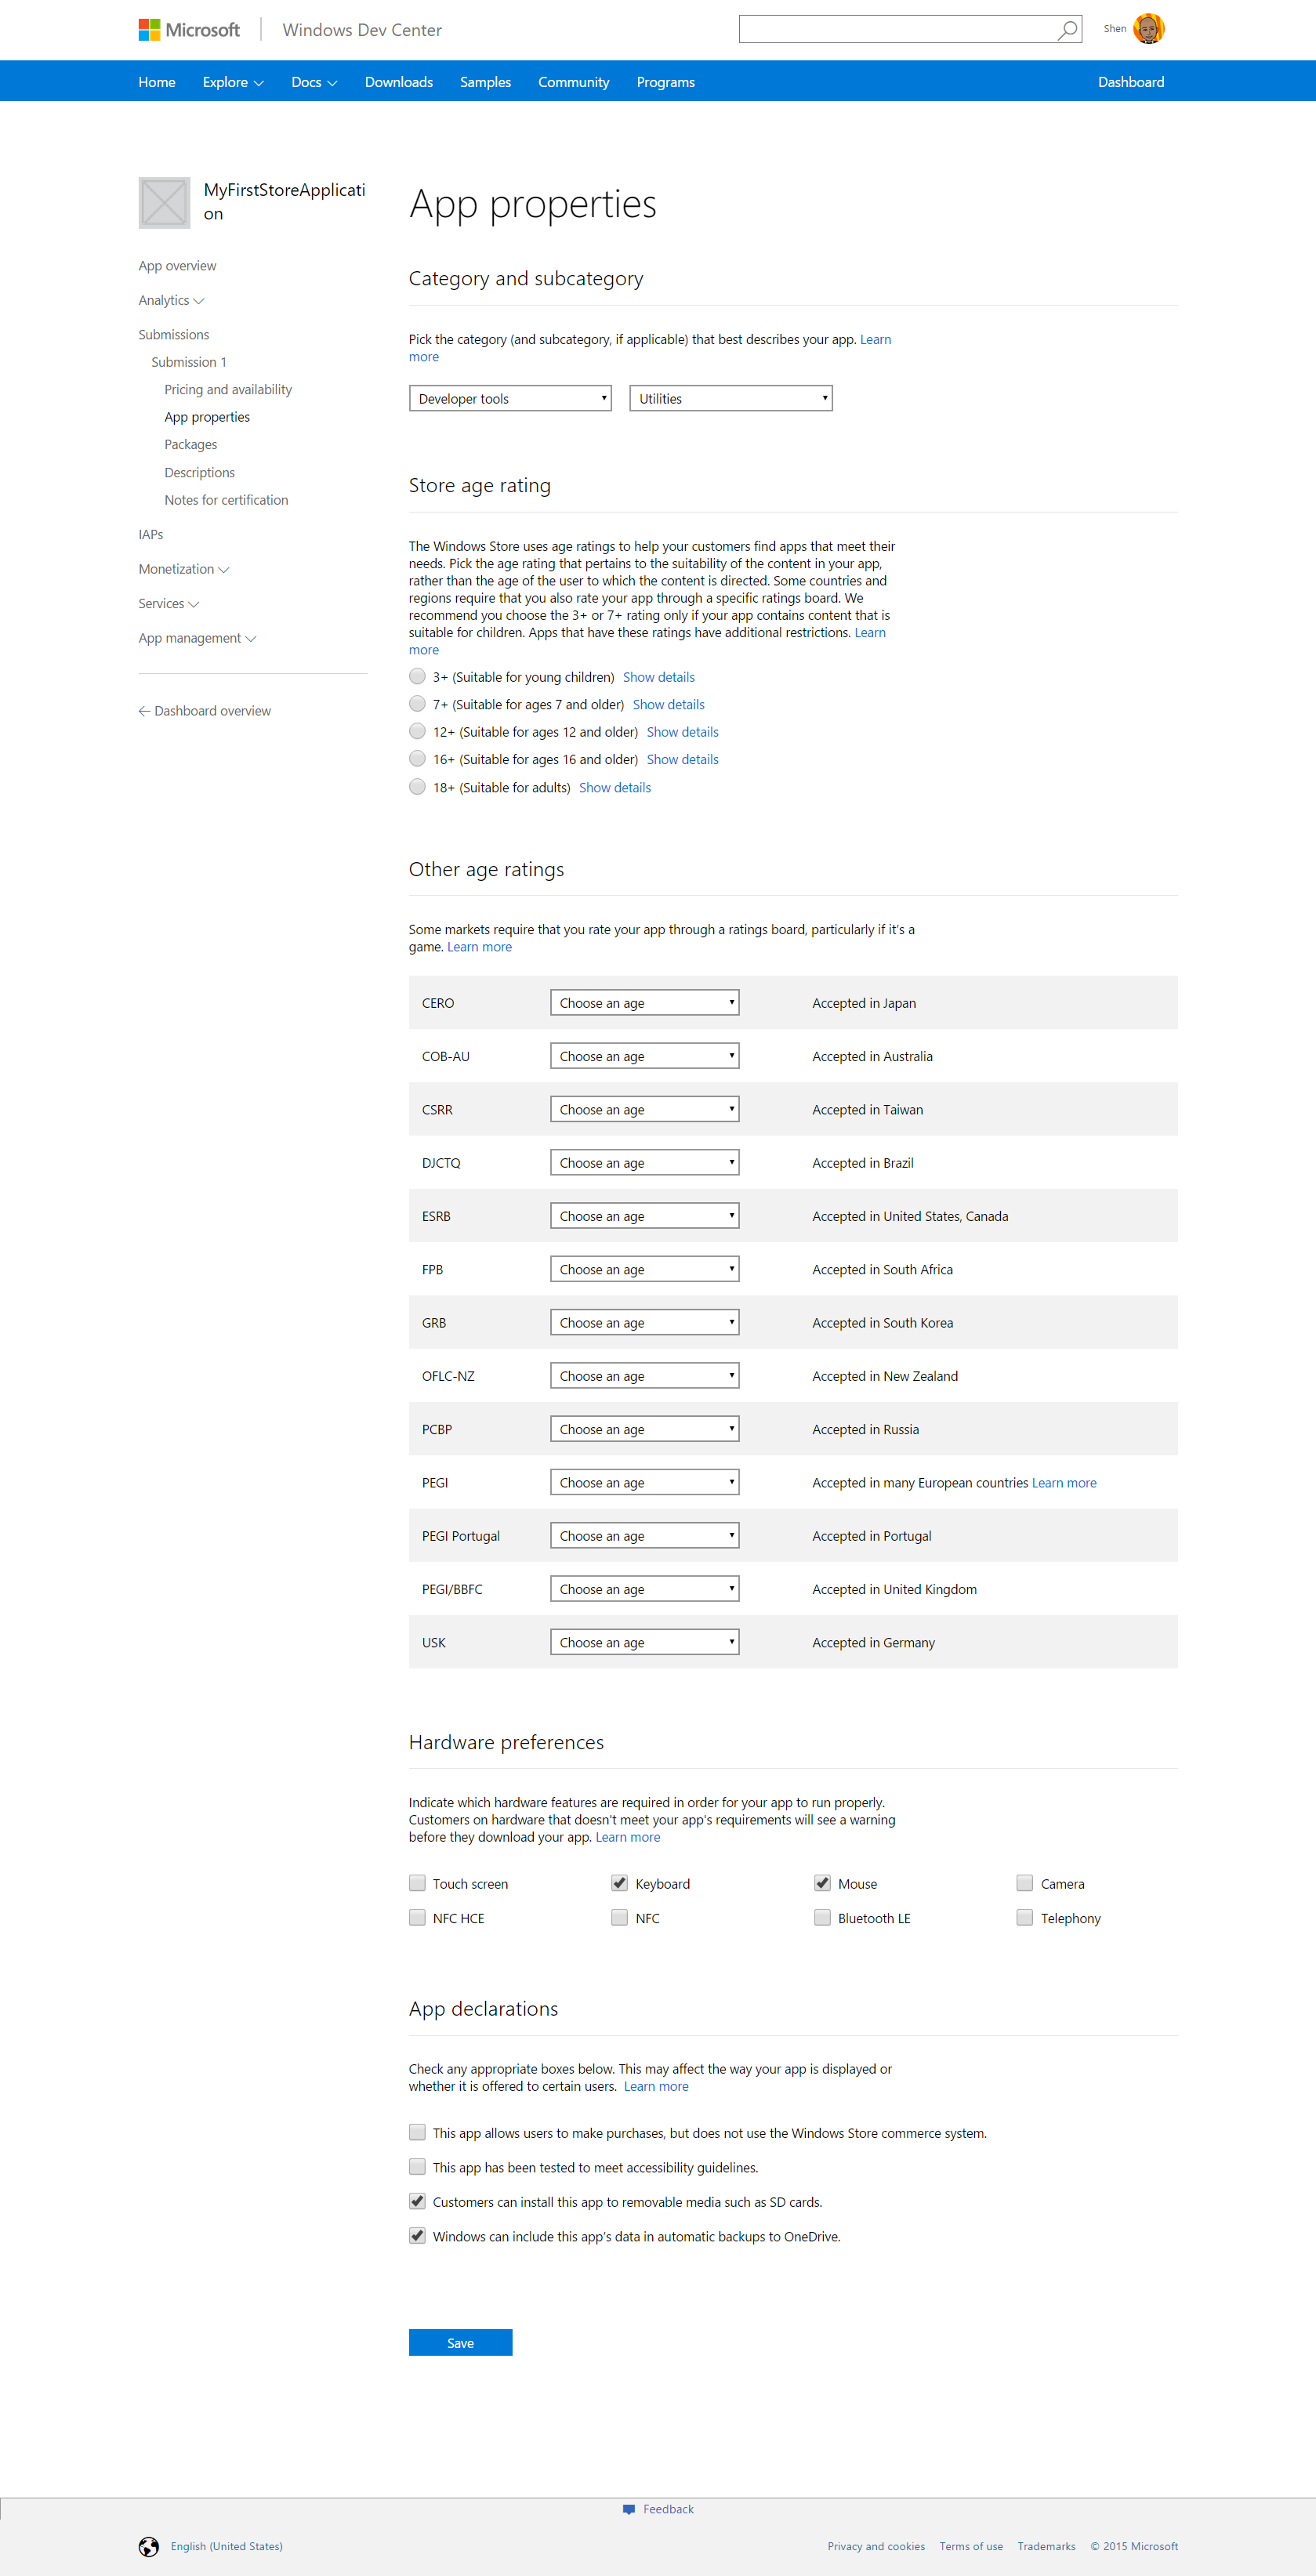 Microsoft
Windows Dev Center
Shen
Home Explore Docs Downloads Samples Community Programs Dashboard
MyFirstStoreApplicati
on
App overview
Analytics
Submissions
Submission 1
Pricing and availability
App properties
Packages
Descriptions
Notes for certification
IAPs
Monetization
Services
App management
Dashboard overview
App properties
Category and subcategory
Pick the category (and subcategory, if applicable) that best describes your app. Learn
more
Developer tools Utilities
Store age rating
The Windows Store uses age ratings to help your customers find apps that meet their
needs. Pick the age rating that pertains to the suitability of the content in your app,
rather than the age of the user to which the content is directed. Some countries and
regions require that you also rate your app through a specific ratings board. We
recommend you choose the 3+ or 7+ rating only if your app contains content that is
suitable for children. Apps that have these ratings have additional restrictions. Learn
more
3+ (Suitable for young children) Show details
7+ (Suitable for ages 7 and older) Show details
12+ (Suitable for ages 12 and older) Show details
16+ (Suitable for ages 16 and older) Show details
18+ (Suitable for adults) Show details
Other age ratings
Some markets require that you rate your app through a ratings board, particularly if it's a
game. Learn more
CERO Choose an age Accepted in Japan
COB-AU Choose an age Accepted in Australia
CSRR Choose an age Accepted in Taiwan
DJCTQ Choose an age Accepted in Brazil
ESRB Choose an age Accepted in United States, Canada
FPB Choose an age Accepted in South Africa
GRB Choose an age Accepted in South Korea
OFLC-NZ Choose an age Accepted in New Zealand
PCBP Choose an age Accepted in Russia
PEGI Choose an age Accepted in many European countries Learn more
PEGI Portugal Choose an age Accepted in Portugal
PEGI/BBFC Choose an age Accepted in United Kingdom
USK Choose an age Accepted in Germany
Hardware preferences
Indicate which hardware features are required in order for your app to run properly.
Customers on hardware that doesn't meet your app's requirements will see a warning
before they download your app. Learn more
Touch screen Keyboard Mouse Camera
NFC HCE NFC Bluetooth LE Telephony
App declarations
Check any appropriate boxes below. This may affect the way your app is displayed or
whether it is offered to certain users. Learn more
This app allows users to make purchases, but does not use the Windows Store commerce system.
This app has been tested to meet accessibility guidelines.
Customers can install this app to removable media such as SD cards.
Windows can include this app's data in automatic backups to OneDrive.
Save
Feedback
English (United States) Privacy and cookies Terms of use Trademarks © 2015 Microsoft